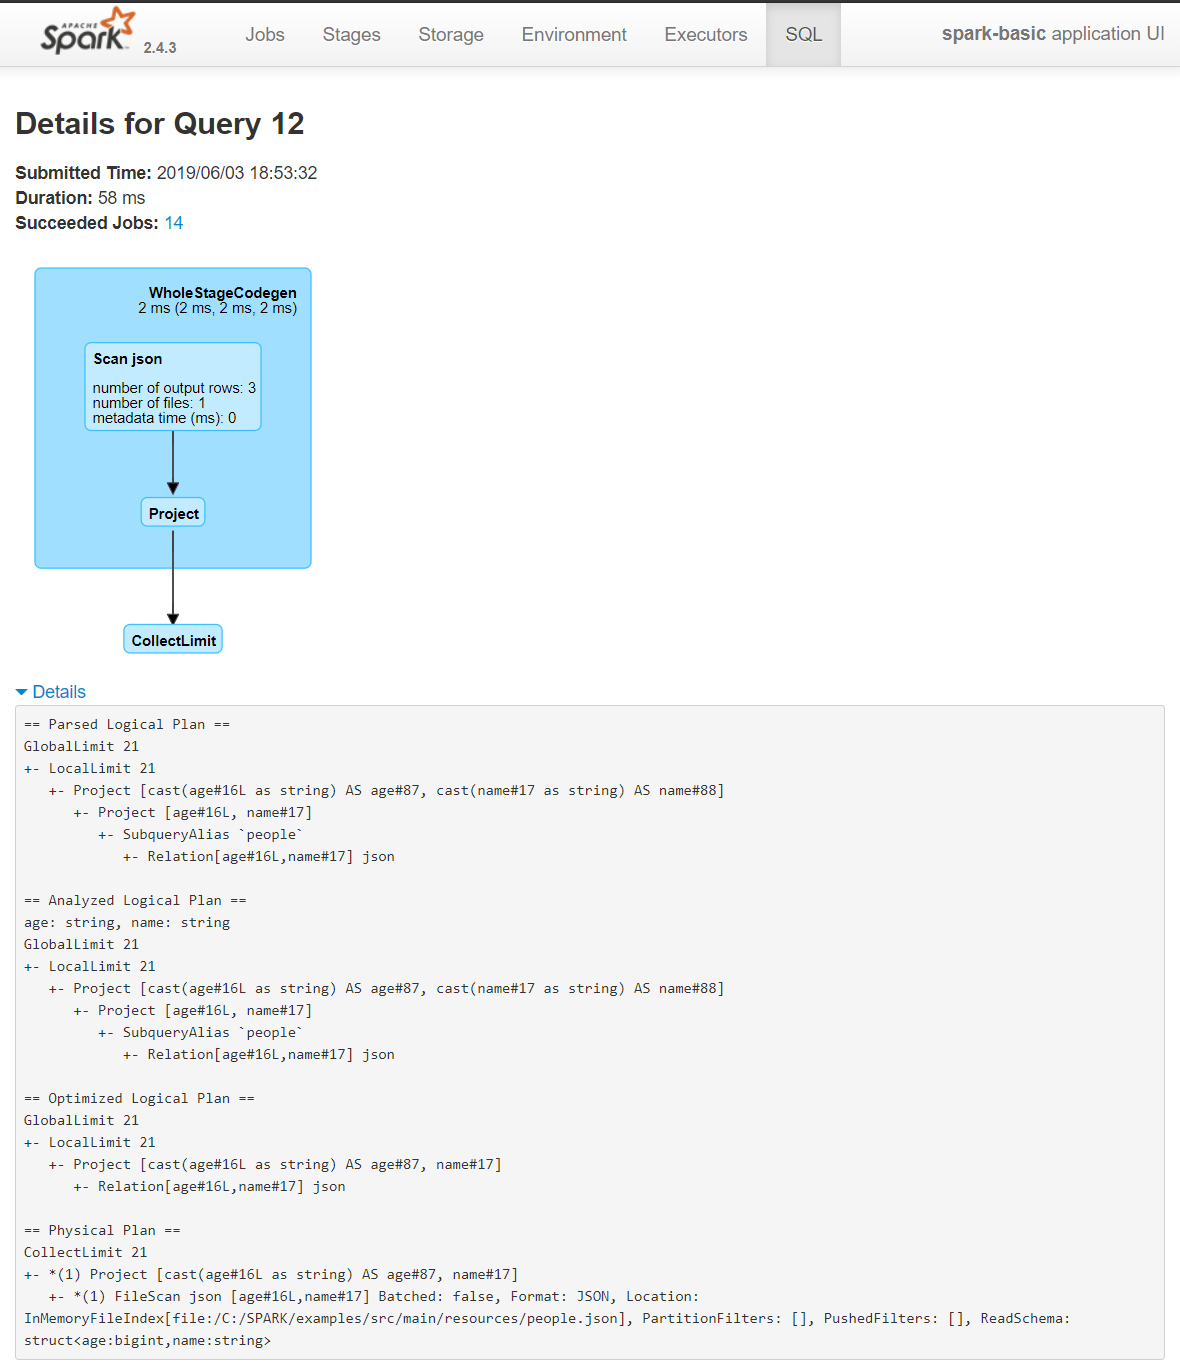 APACHE
Spark 2.4.3
Jobs Stages Storage Environment Executors SQL spark-basic application UI
Details for Query 12
Submitted Time: 2019/06/03 18:53:32
Duration: 58 ms
Succeeded Jobs: 14
WholeStageCodegen
2 ms (2 ms, 2 ms, 2 ms)
Scan json
number of output rows: 3
number of files: 1
metadata time (ms): 0
Project
CollectLimit
Details
== Parsed Logical Plan ==
GlobalLimit 21
+- LocalLimit 21
   +- Project [cast(age#16L as string) AS age#87, cast(name#17 as string) AS name#88]
      +- Project [age#16L, name#17]
         +- SubqueryAlias `people`
            +- Relation[age#16L,name#17] json
== Analyzed Logical Plan ==
age: string, name: string
GlobalLimit 21
+- LocalLimit 21
   +- Project [cast(age#16L as string) AS age#87, cast(name#17 as string) AS name#88]
      +- Project [age#16L, name#17]
         +- SubqueryAlias `people`
            +- Relation[age#16L,name#17] json
== Optimized Logical Plan ==
GlobalLimit 21
+- LocalLimit 21
   +- Project [cast(age#16L as string) AS age#87, name#17]
      +- Relation[age#16L,name#17] json
== Physical Plan ==
CollectLimit 21
+- *(1) Project [cast(age#16L as string) AS age#87, name#17]
   +- *(1) FileScan json [age#16L,name#17] Batched: false, Format: JSON, Location:
InMemoryFileIndex[file:/C:/SPARK/examples/src/main/resources/people.json], PartitionFilters: [], PushedFilters: [], ReadSchema:
struct<age:bigint,name:string>